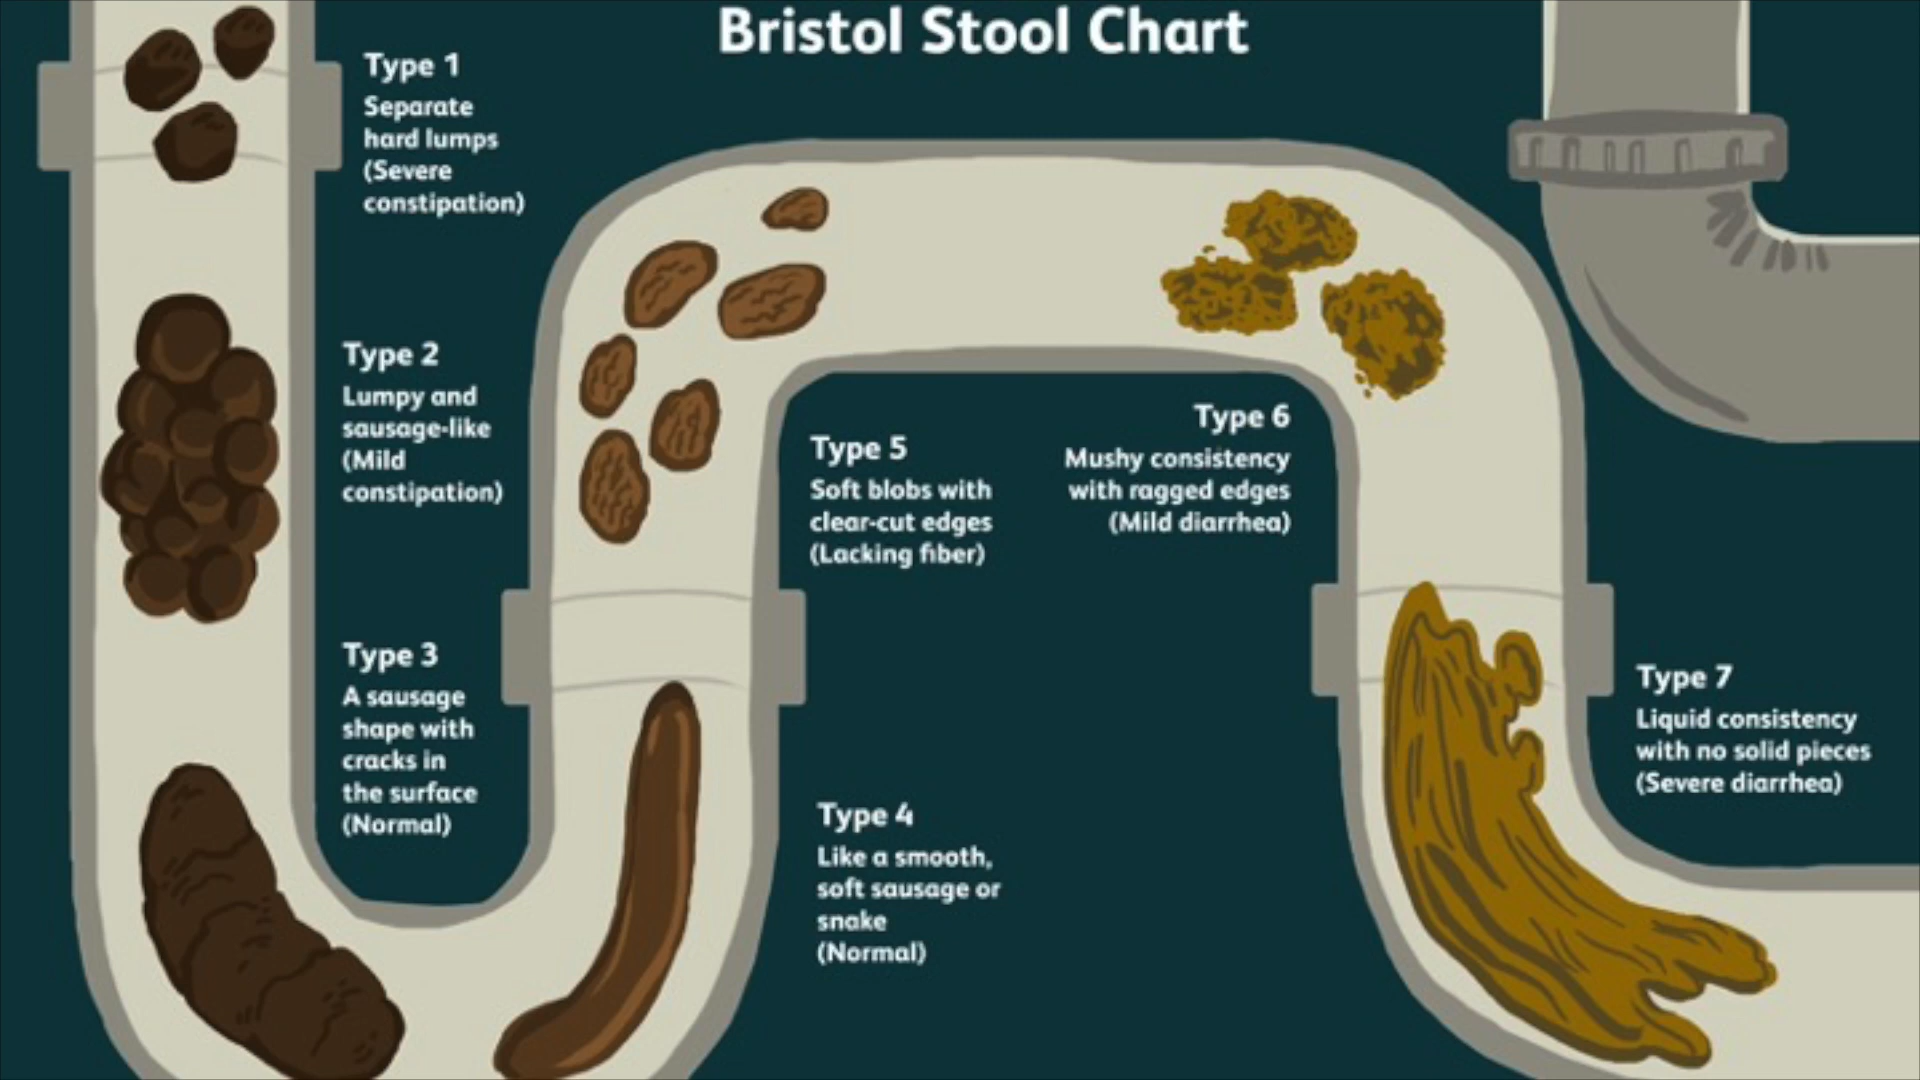 Bristol Stool Chart
Type 1
Separate
hard lumps
(Severe
constipation)
Type 2
Lumpy and
sausage-like
(Mild
constipation)
Type 3
A sausage
shape with
cracks in
the surface
(Normal)
Type 4
Like a smooth,
soft sausage or
snake
(Normal)
Type 5
Soft blobs with
clear-cut edges
(Lacking fiber)
Type 6
Mushy consistency
with ragged edges
(Mild diarrhea)
Type 7
Liquid consistency
with no solid pieces
(Severe diarrhea)